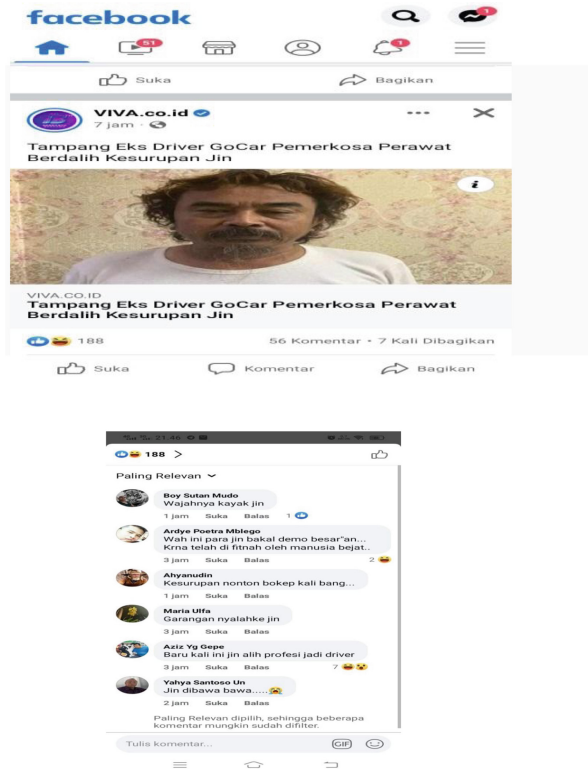 facebook
1
51
1
Suka
Bagikan
VIVA.co.id
7 jam
Tampang Eks Driver GoCar Pemerkosa Perawat
Berdalih Kesurupan Jin
i
VIVA.CO.ID
Tampang Eks Driver GoCar Pemerkosa Perawat
Berdalih Kesurupan Jin
188
56 Komentar • 7 Kali Dibagikan
Suka
Komentar
Bagikan
21.46
188 >
Paling Relevan
Boy Sutan Mudo
Wajahnya kayak jin
1 jam Suka Balas 1
Ardye Poetra Mblego
Wah ini para jin bakal demo besar"an...
Krna telah di fitnah oleh manusia bejat..
3 jam Suka Balas 2
Ahyanudin
Kesurupan nonton bokep kali bang...
1 jam Suka Balas
Maria Ulfa
Garangan nyalahke jin
3 jam Suka Balas
Aziz Yg Gepe
Baru kali ini jin alih profesi jadi driver
3 jam Suka Balas 7
Yahya Santoso Un
Jin dibawa bawa.....😭
2 jam Suka Balas
Paling Relevan dipilih, sehingga beberapa
komentar mungkin sudah difilter.
Tulis komentar...
GIF